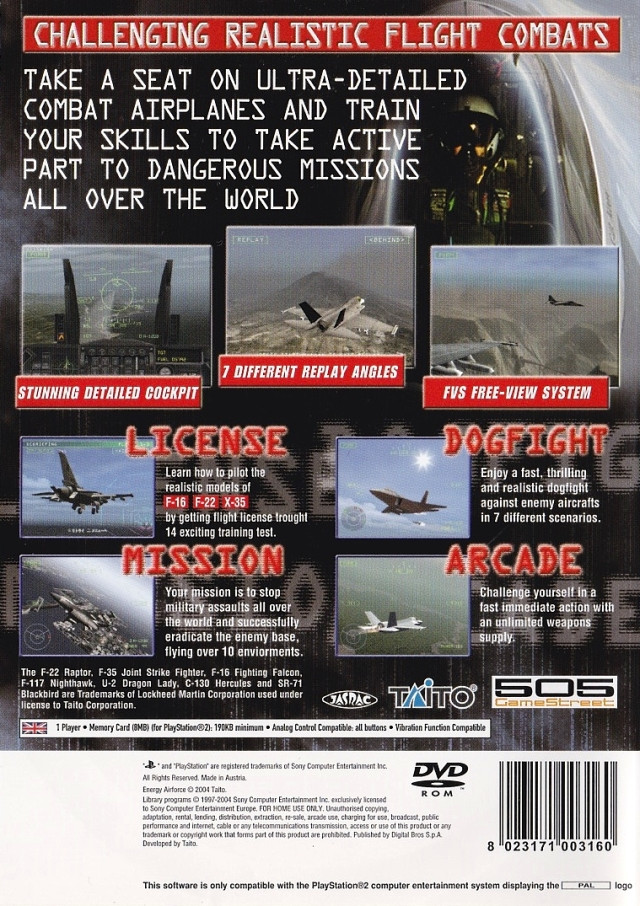 CHALLENGING REALISTIC FLIGHT COMBATS
TAKE A SEAT ON ULTRA-DETAILED
COMBAT AIRPLANES AND TRAIN
YOUR SKILLS TO TAKE ACTIVE
PART TO DANGEROUS MISSIONS
ALL OVER THE WORLD
REPLAY
<BEHIND>
STUNNING DETAILED COCKPIT
7 DIFFERENT REPLAY ANGLES
FVS FREE-VIEW SYSTEM
LICENSE
Learn how to pilot the
realistic models of
F-16 F-22 X-35
by getting flight license trought
14 exciting training test.
DOGFIGHT
Enjoy a fast, thrilling
and realistic dogfight
against enemy aircrafts
in 7 different scenarios.
MISSION
Your mission is to stop
military assaults all over
the world and successfully
eradicate the enemy base,
flying over 10 enviorments.
ARCADE
Challenge yourself in a
fast immediate action with
an unlimited weapons
supply.
The F-22 Raptor, F-35 Joint Strike Fighter, F-16 Fighting Falcon,
F-117 Nighthawk, U-2 Dragon Lady, C-130 Hercules and SR-71
Blackbird are Trademarks of Lockheed Martin Corporation used under
license to Taito Corporation.
JASRAC
TAITO
505
GameStreet
1 Player • Memory Card (8MB) (for PlayStation®2): 190KB minimum • Analog Control Compatible: all buttons • Vibration Function Compatible
" and "PlayStation" are registered trademarks of Sony Computer Entertainment Inc.
All Rights Reserved. Made in Austria.
Energy Airforce © 2004 Taito.
Library programs © 1997-2004 Sony Computer Entertainment Inc. exclusively licensed
to Sony Computer Entertainment Europe. FOR HOME USE ONLY. Unauthorised copying,
adaptation, rental, lending, distribution, extraction, re-sale, arcade use, charging for use, broadcast, public
performance and internet, cable or any telecommunications transmission, access or use of this product or any
trademark or copyright work that forms part of this product are prohibited. Published by Digital Bros S.p.A.
Developed by Taito.
DVD
ROM
8 023171 003160
This software is only compatible with the PlayStation®2 computer entertainment system displaying the PAL logo